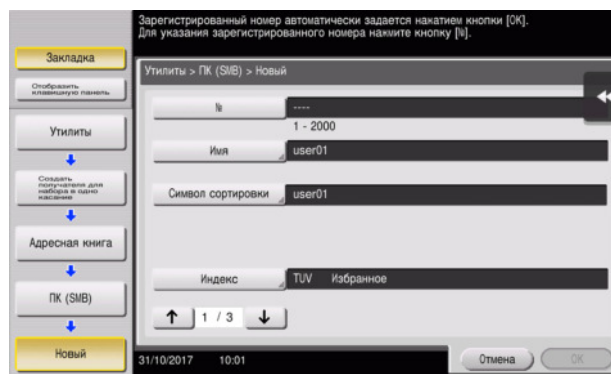 Зарегистрированный номер автоматически задается нажатием кнопки [OK].
Для указания зарегистрированного номера нажмите кнопку [№].
Закладка
Отобразить
клавишную панель
Утилиты
Создать
получателя для
набора в одно
касание
Адресная книга
ПК (SMB)
Новый
Утилиты > ПК (SMB) > Новый
№
----
1 - 2000
Имя
user01
Символ сортировки
user01
Индекс
TUV Избранное
1 / 3
31/10/2017 10:01
Отмена
OK